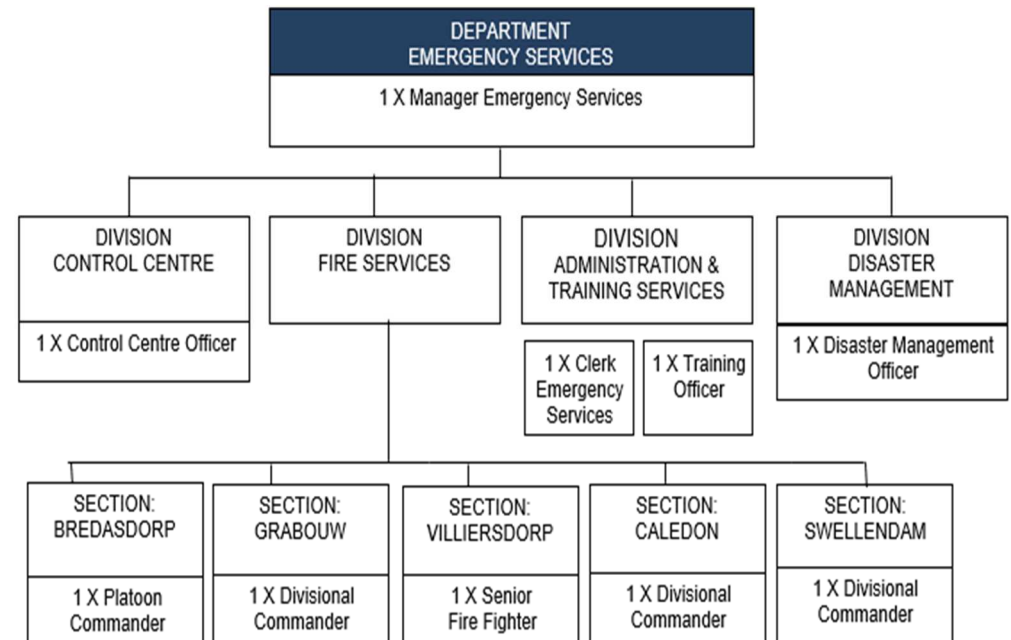 DEPARTMENT
EMERGENCY SERVICES
1 X Manager Emergency Services
DIVISION
CONTROL CENTRE
1 X Control Centre Officer
DIVISION
FIRE SERVICES
DIVISION
ADMINISTRATION &
TRAINING SERVICES
1 X Clerk
Emergency
Services
1 X Training
Officer
DIVISION
DISASTER
MANAGEMENT
1 X Disaster Management
Officer
SECTION:
BREDASDORP
1 X Platoon
Commander
SECTION:
GRABOUW
1 X Divisional
Commander
SECTION:
VILLIERSDORP
1 X Senior
Fire Fighter
SECTION:
CALEDON
1 X Divisional
Commander
SECTION:
SWELLENDAM
1 X Divisional
Commander